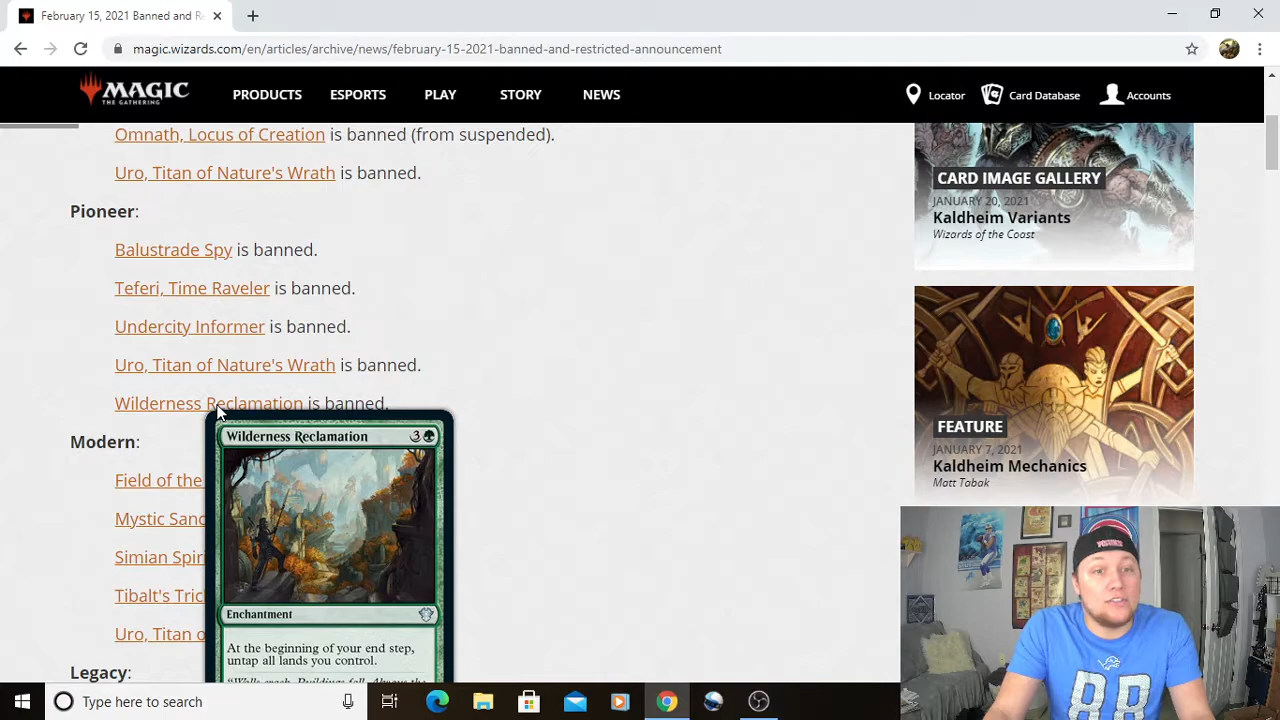 February 15, 2021 Banned and Re
magic.wizards.com/en/articles/archive/news/february-15-2021-banned-and-restricted-announcement
MAGIC
THE GATHERING
PRODUCTS
ESPORTS
PLAY
STORY
NEWS
Locator
Card Database
Accounts
Omnath, Locus of Creation is banned (from suspended).
Uro, Titan of Nature's Wrath is banned.
Pioneer:
Balustrade Spy is banned.
Teferi, Time Raveler is banned.
Undercity Informer is banned.
Uro, Titan of Nature's Wrath is banned.
Wilderness Reclamation is banned.
Modern:
Field of the
Mystic Sanc
Simian Spiri
Tibalt's Tric
Uro, Titan o
Legacy:
Wilderness Reclamation 3
Enchantment
At the beginning of your end step,
untap all lands you control.
CARD IMAGE GALLERY
JANUARY 20, 2021
Kaldheim Variants
Wizards of the Coast
FEATURE
JANUARY 7, 2021
Kaldheim Mechanics
Matt Tabak
88
Type here to search